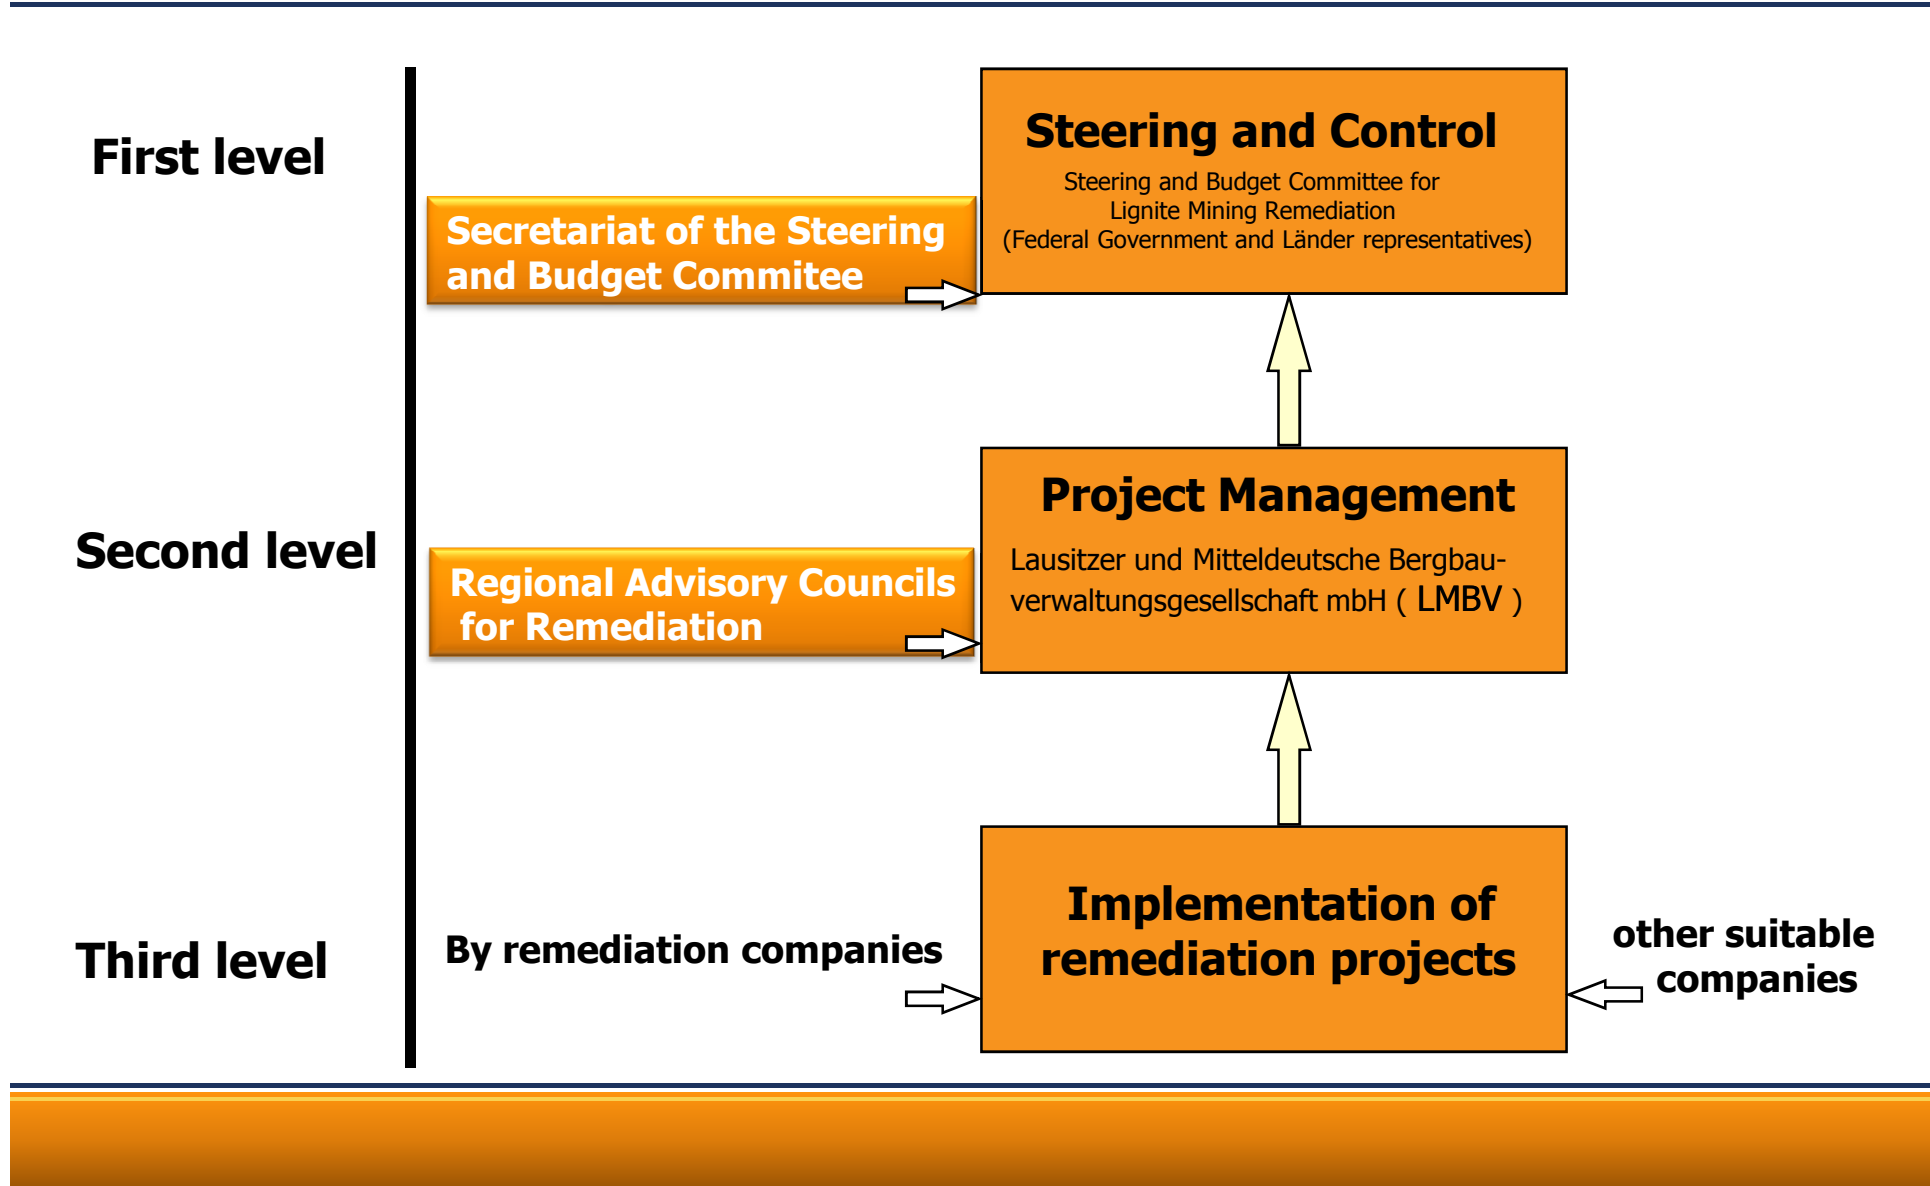 First level
Steering and Control
Steering and Budget Committee for
Lignite Mining Remediation
(Federal Government and Länder representatives)
Secretariat of the Steering
and Budget Commitee
Second level
Project Management
Lausitzer und Mitteldeutsche Bergbau-
verwaltungsgesellschaft mbH ( LMBV )
Regional Advisory Councils
for Remediation
Third level
By remediation companies
Implementation of
remediation projects
other suitable
companies